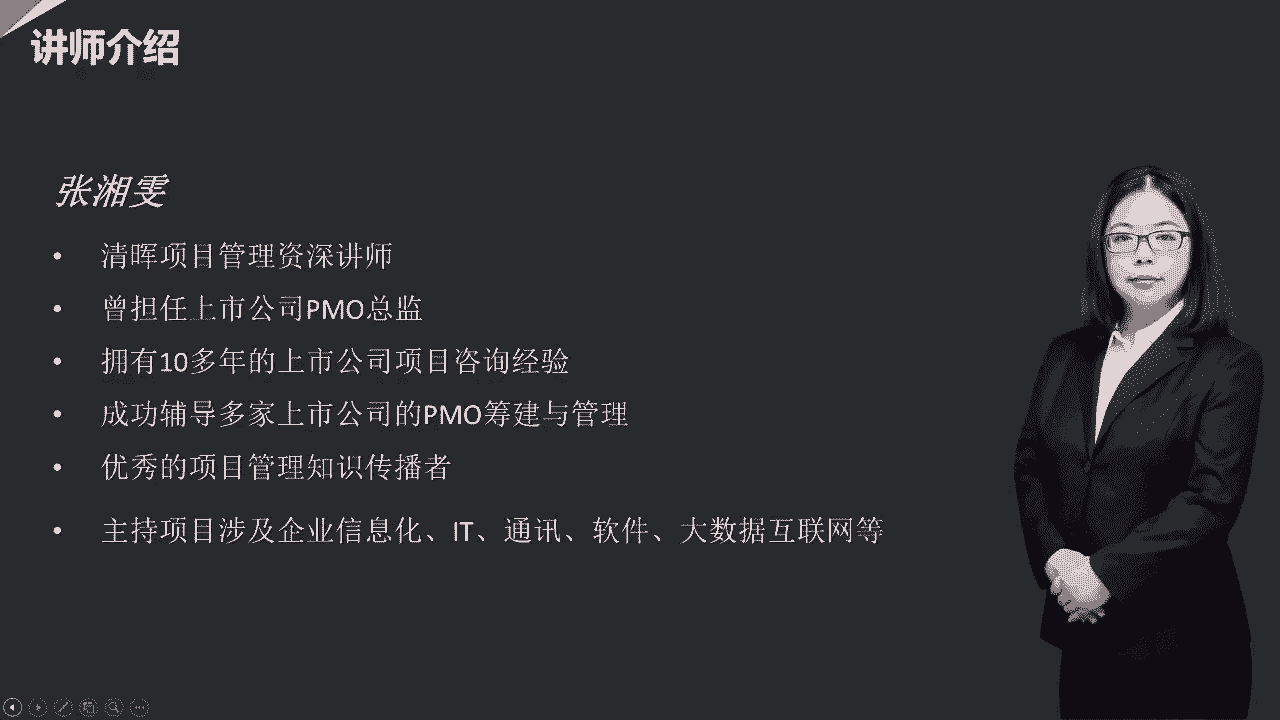 讲师介绍
张湘雯
• 清晖项目管理资深讲师
• 曾担任上市公司PMO总监
• 拥有10多年的上市公司项目咨询经验
• 成功辅导多家上市公司的PMO筹建与管理
• 优秀的项目管理知识传播者
• 主持项目涉及企业信息化、IT、通讯、软件、大数据互联网等